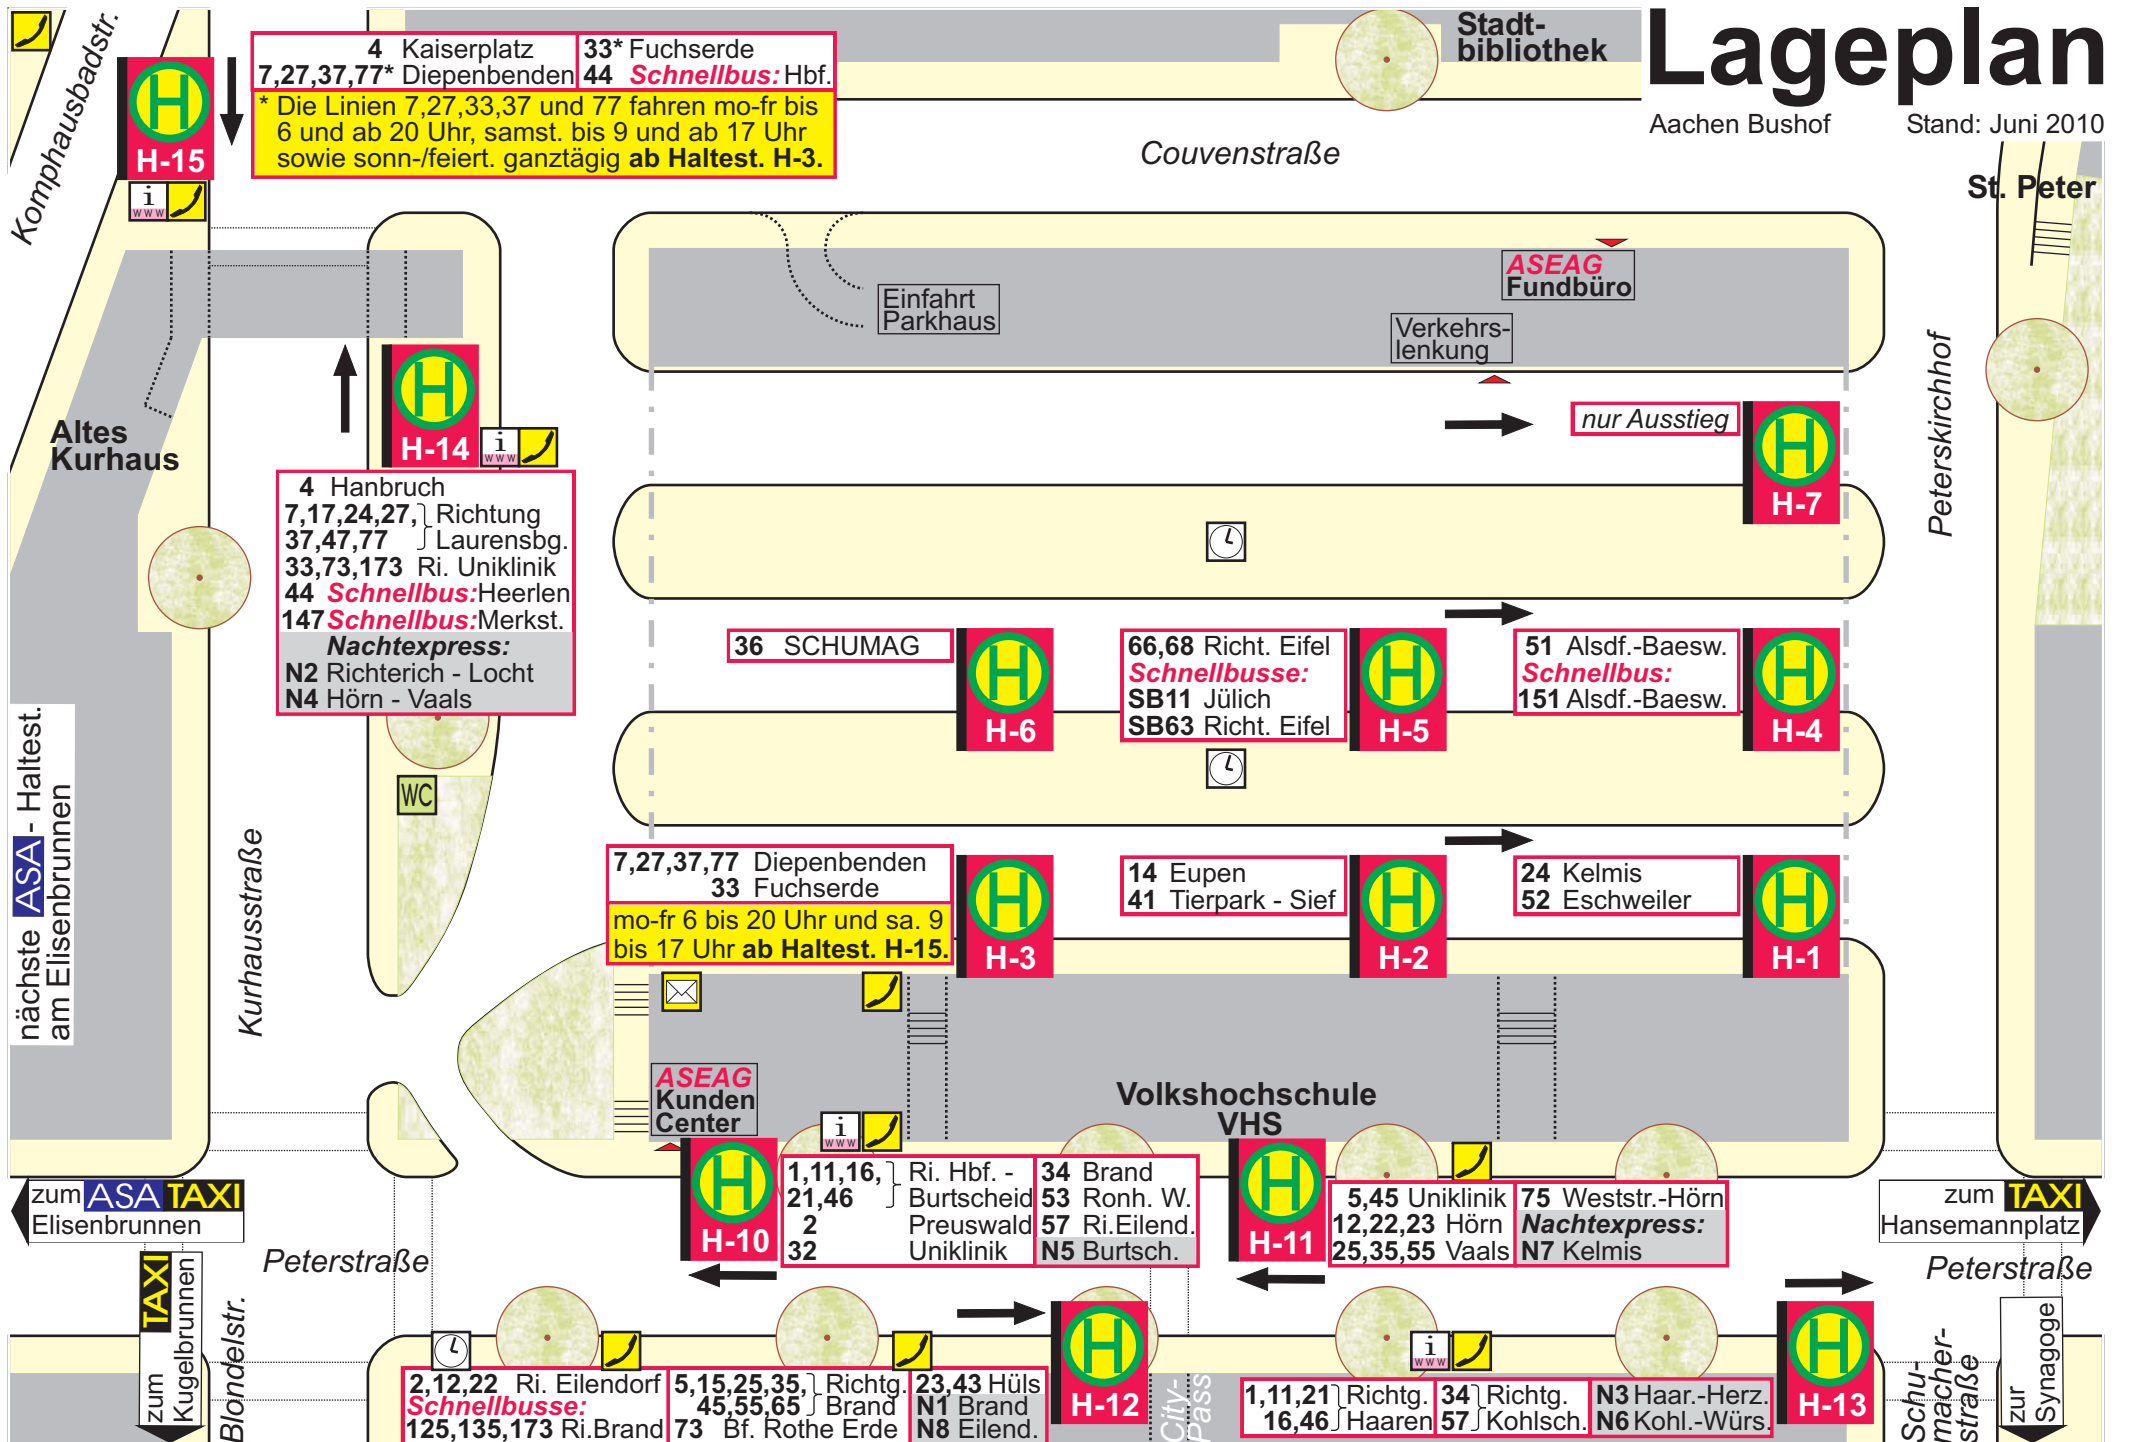 Lageplan
Aachen Bushof
Stand: Juni 2010
Stadt-
bibliothek
Komphausbadstr.
H
H-15
i
www
4 Kaiserplatz
7,27,37,77* Diepenbenden
33* Fuchserde
44 Schnellbus: Hbf.
* Die Linien 7,27,33,37 und 77 fahren mo-fr bis
6 und ab 20 Uhr, samst. bis 9 und ab 17 Uhr
sowie sonn-/feiert. ganztägig ab Haltest. H-3.
Couvenstraße
St. Peter
Einfahrt
Parkhaus
ASEAG
Fundbüro
Verkehrs-
lenkung
Peterskirchhof
Altes
Kurhaus
H
H-14
i
www
4 Hanbruch
7,17,24,27, Richtung
37,47,77 Laurensbg.
33,73,173 Ri. Uniklinik
44 Schnellbus: Heerlen
147 Schnellbus: Merkst.
Nachtexpress:
N2 Richterich - Locht
N4 Hörn - Vaals
nur Ausstieg
H
H-7
36 SCHUMAG
H
H-6
66,68 Richt. Eifel
Schnellbusse:
SB11 Jülich
SB63 Richt. Eifel
H
H-5
51 Alsdf.-Baesw.
Schnellbus:
151 Alsdf.-Baesw.
H
H-4
WC
nächste ASA - Haltest.
am Elisenbrunnen
Kurhausstraße
7,27,37,77 Diepenbenden
33 Fuchserde
mo-fr 6 bis 20 Uhr und sa. 9
bis 17 Uhr ab Haltest. H-15.
H
H-3
14 Eupen
41 Tierpark - Sief
H
H-2
24 Kelmis
52 Eschweiler
H
H-1
ASEAG
Kunden
Center
Volkshochschule
VHS
i
www
H
H-10
1,11,16, Ri. Hbf. -
21,46 Burtscheid
2 Preuswald
32 Uniklinik
34 Brand
53 Ronh. W.
57 Ri.Eilend.
N5 Burtsch.
H
H-11
5,45 Uniklinik
12,22,23 Hörn
25,35,55 Vaals
75 Weststr.-Hörn
Nachtexpress:
N7 Kelmis
zum ASA TAXI
Elisenbrunnen
zum TAXI
Hansemannplatz
Peterstraße
Peterstraße
TAXI
zum
Kugelbrunnen
Blondelstr.
2,12,22 Ri. Eilendorf
Schnellbusse:
125,135,173 Ri.Brand
5,15,25,35, Richtg.
45,55,65 Brand
73 Bf. Rothe Erde
23,43 Hüls
N1 Brand
N8 Eilend.
H
H-12
City-
Pass
i
www
1,11,21 Richtg.
16,46 Haaren
34 Richtg.
57 Kohlsch.
N3 Haar.-Herz.
N6 Kohl.-Würs.
H
H-13
Schu-
macher-
straße
zur
Synagoge